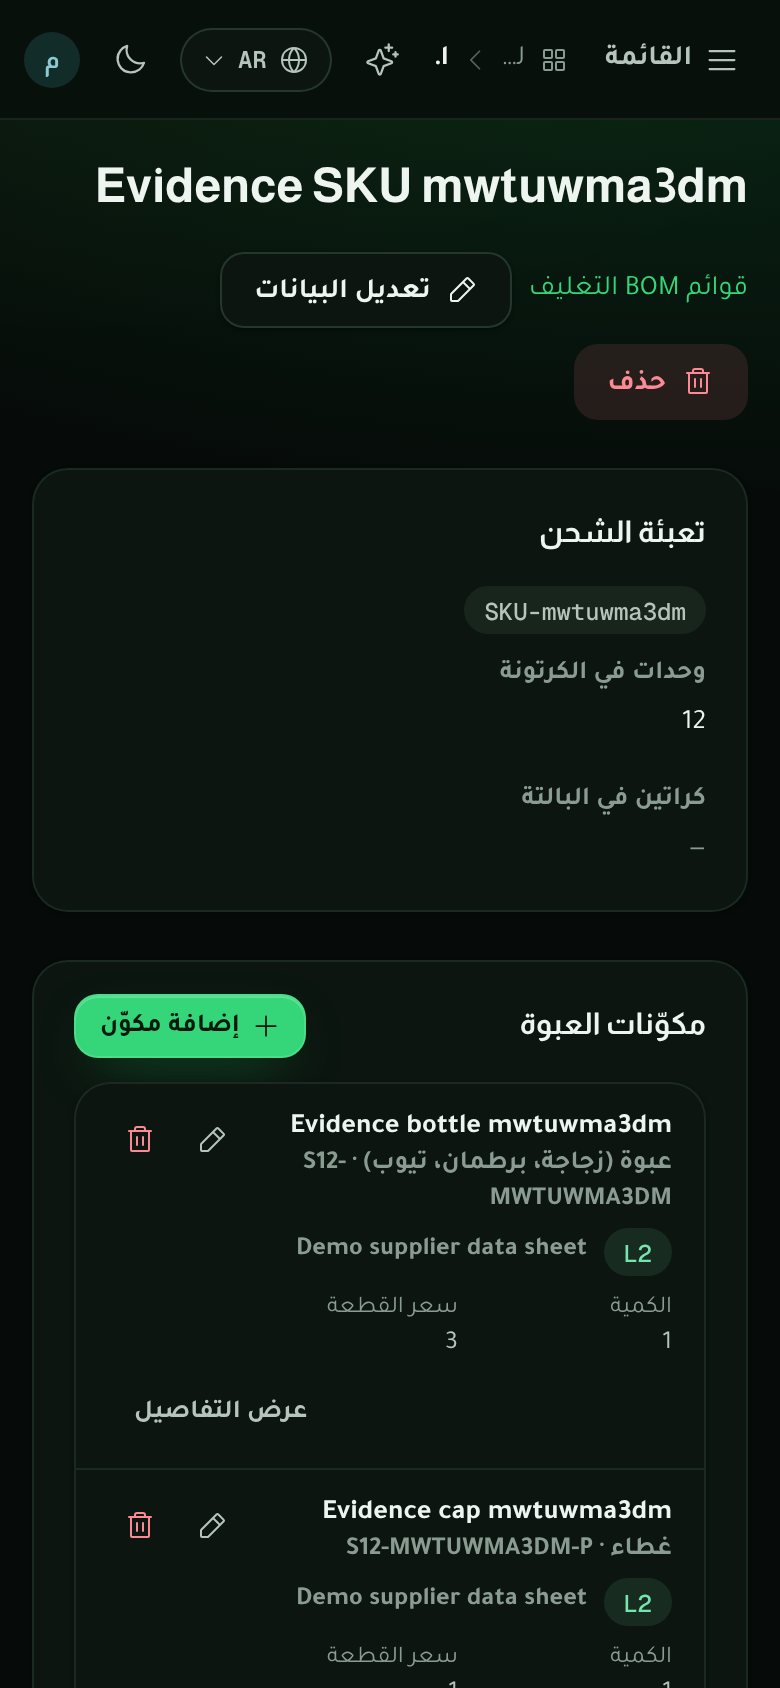 القائمة
لـ...
ا.
AR
م
Evidence SKU mwtuwma3dm
قوائم BOM التغليف
تعديل البيانات
حذف
تعبئة الشحن
SKU-mwtuwma3dm
وحدات في الكرتونة
12
كراتين في البالتة
—
مكوّنات العبوة
إضافة مكوّن
Evidence bottle mwtuwma3dm
عبوة (زجاجة، برطمان، تيوب) · S12-
MWTUWMA3DM
L2 Demo supplier data sheet
الكمية سعر القطعة
1 3
عرض التفاصيل
Evidence cap mwtuwma3dm
غطاء · S12-MWTUWMA3DM-P
L2 Demo supplier data sheet
الكمية سعر القطعة
1 1